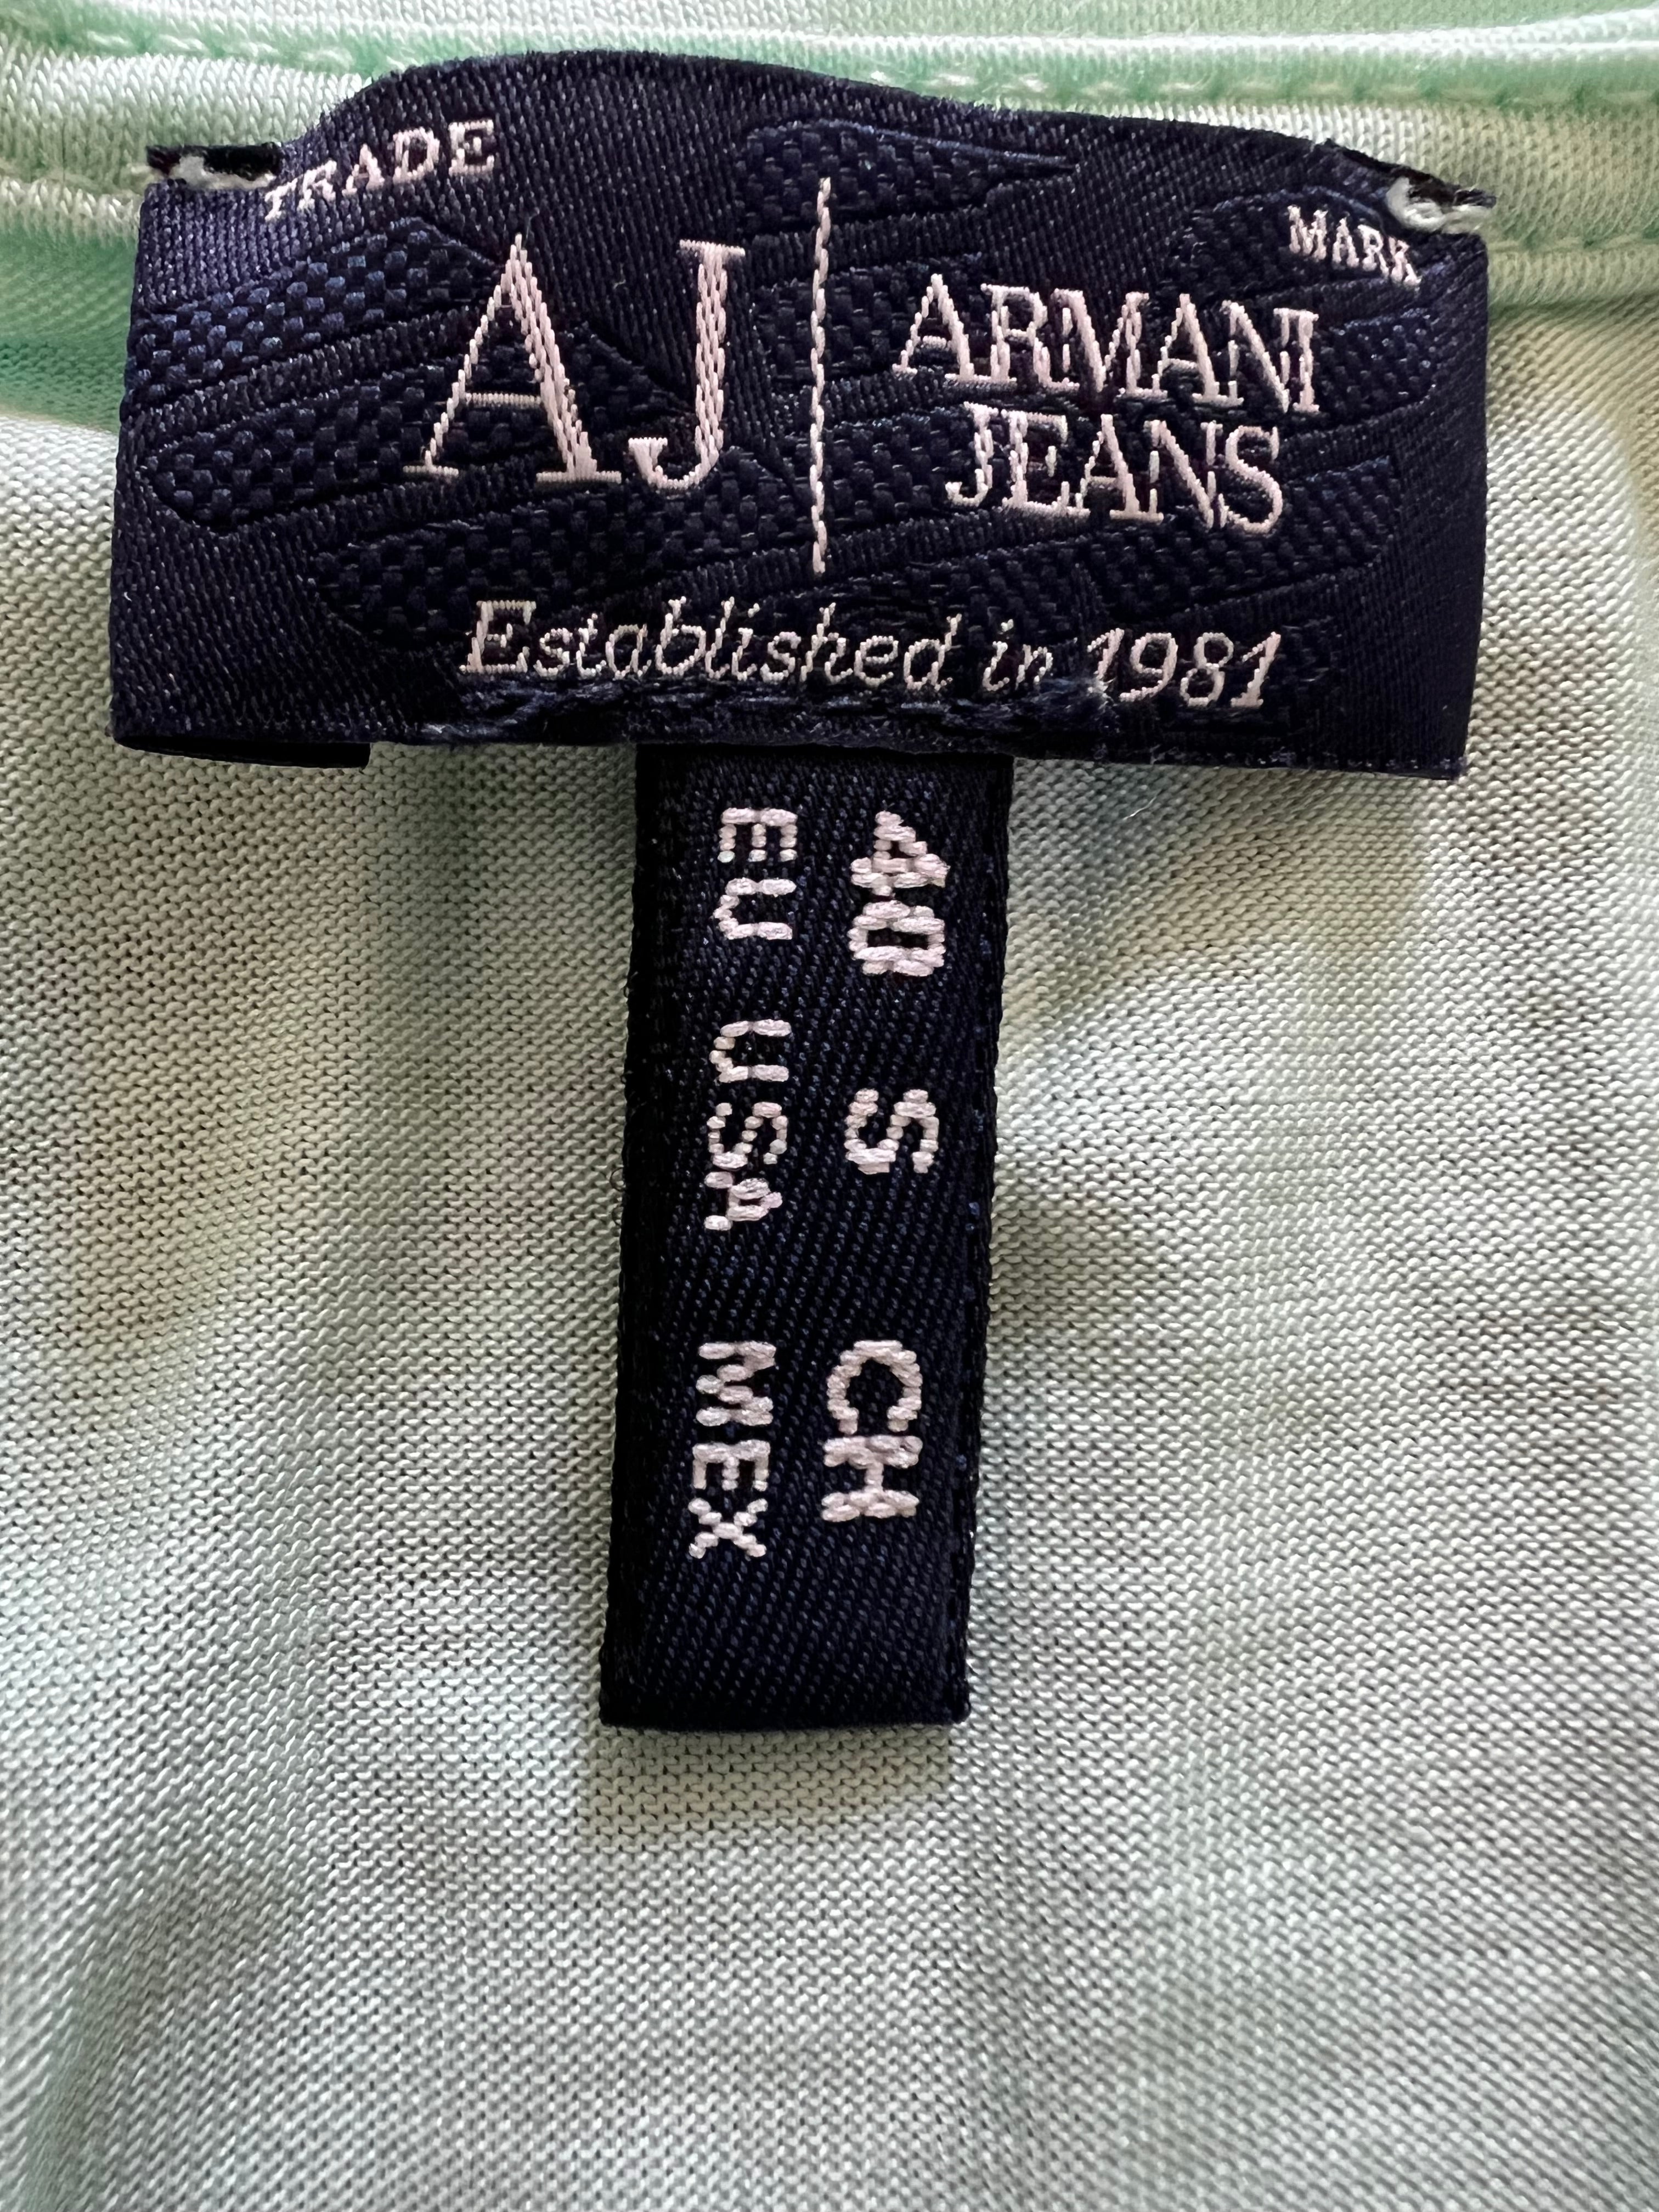 TRADE MARK
AJ ARMANI
JEANS
Established in 1981
40 S CH
EU USA MEX